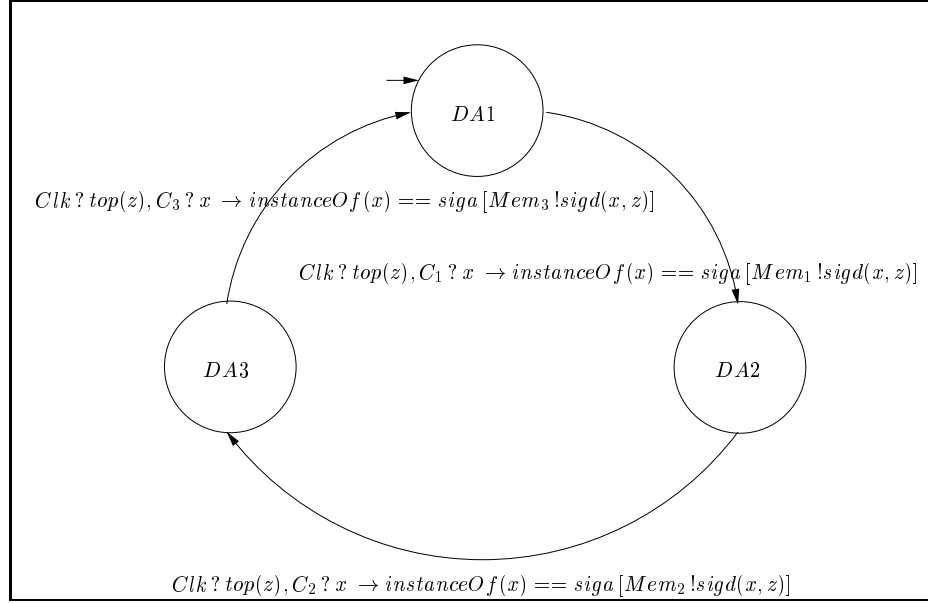 DA1
Clk ? top(z), C₃ ? x → instanceOf(x) == siga [Mem₃ !sigd(x, z)]
Clk ? top(z), C₁ ? x → instanceOf(x) == siga [Mem₁ !sigd(x, z)]
DA3
DA2
Clk ? top(z), C₂ ? x → instanceOf(x) == siga [Mem₂ !sigd(x, z)]